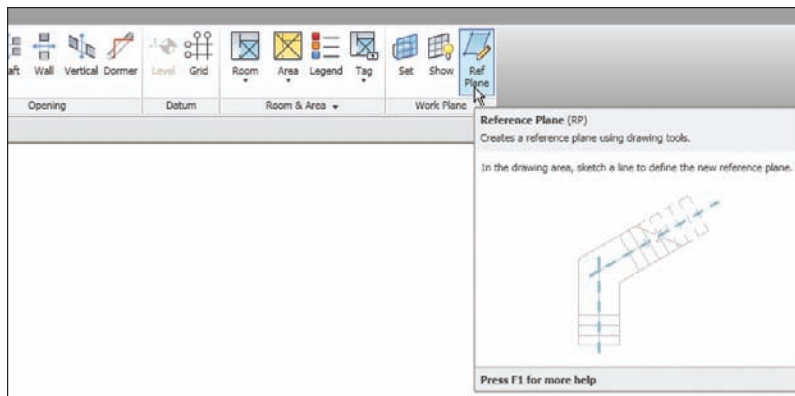 aft Wall Vertical Dormer Level Grid Room Area Legend Tag Set Show Ref Plane
Opening Datum Room & Area Work Plane
Reference Plane (RP)
Creates a reference plane using drawing tools.
In the drawing area, sketch a line to define the new reference plane.
Press F1 for more help